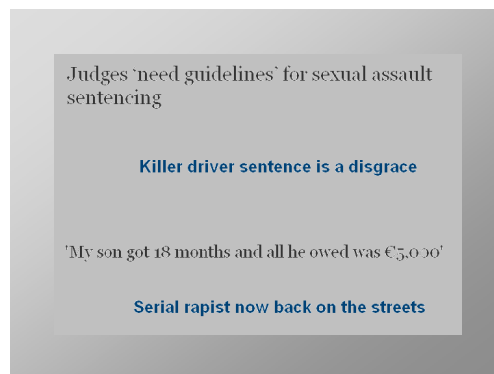 Judges 'need guidelines' for sexual assault
sentencing
Killer driver sentence is a disgrace
'My son got 18 months and all he owed was €5,000'
Serial rapist now back on the streets